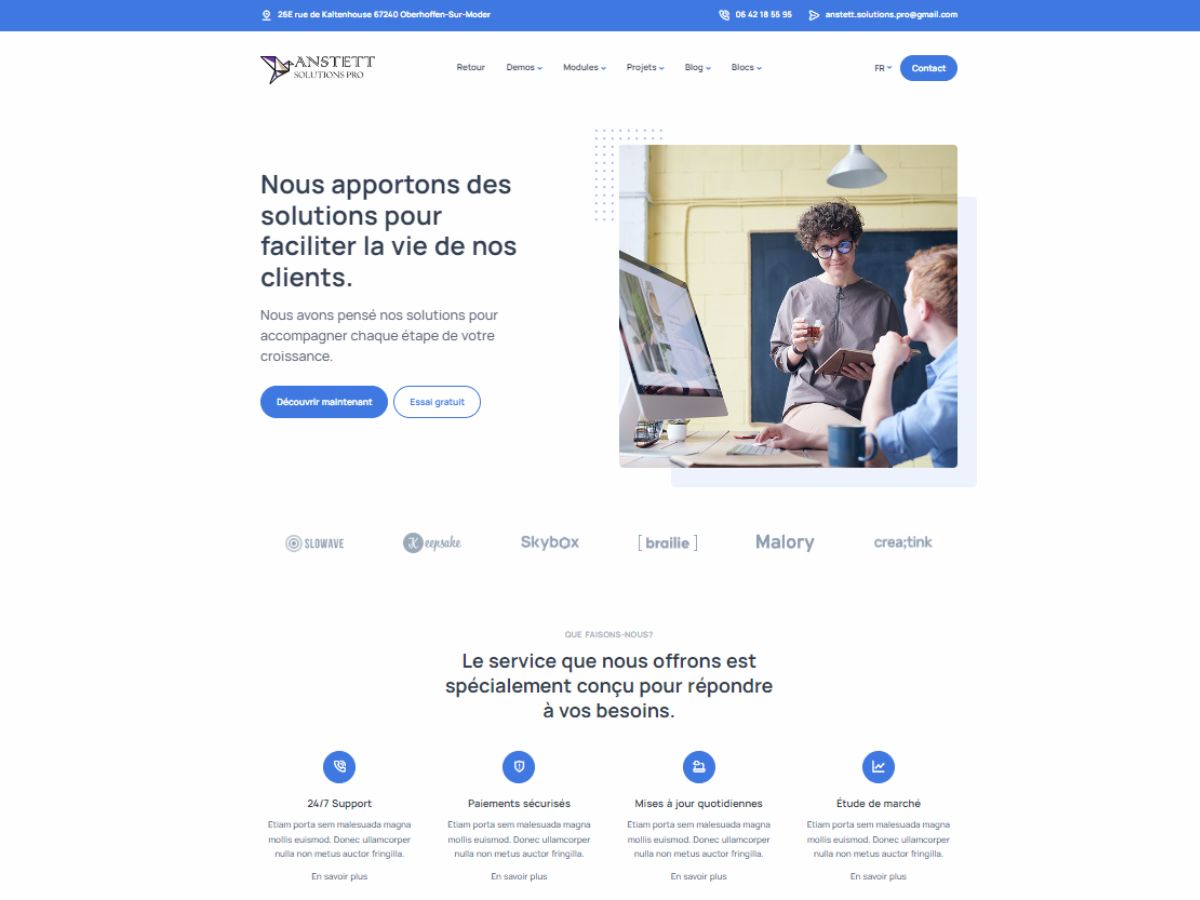 26E rue de Kaltenhouse 67240 Oberhoffen-Sur-Moder
06 42 18 55 95
anstett.solutions.pro@gmail.com
ANSTETT
SOLUTIONS PRO
Retour
Demos
Modules
Projets
Blog
Blocs
FR
Contact
Nous apportons des
solutions pour
faciliter la vie de nos
clients.
Nous avons pensé nos solutions pour
accompagner chaque étape de votre
croissance.
Découvrir maintenant
Essai gratuit
SLOWAVE
Keepsake
Skybox
[ brailie ]
Malory
crea;tink
QUE FAISONS-NOUS?
Le service que nous offrons est
spécialement conçu pour répondre
à vos besoins.
24/7 Support
Etiam porta sem malesuada magna
mollis euismod. Donec ullamcorper
nulla non metus auctor fringilla.
En savoir plus
Paiements sécurisés
Etiam porta sem malesuada magna
mollis euismod. Donec ullamcorper
nulla non metus auctor fringilla.
En savoir plus
Mises à jour quotidiennes
Etiam porta sem malesuada magna
mollis euismod. Donec ullamcorper
nulla non metus auctor fringilla.
En savoir plus
Étude de marché
Etiam porta sem malesuada magna
mollis euismod. Donec ullamcorper
nulla non metus auctor fringilla.
En savoir plus